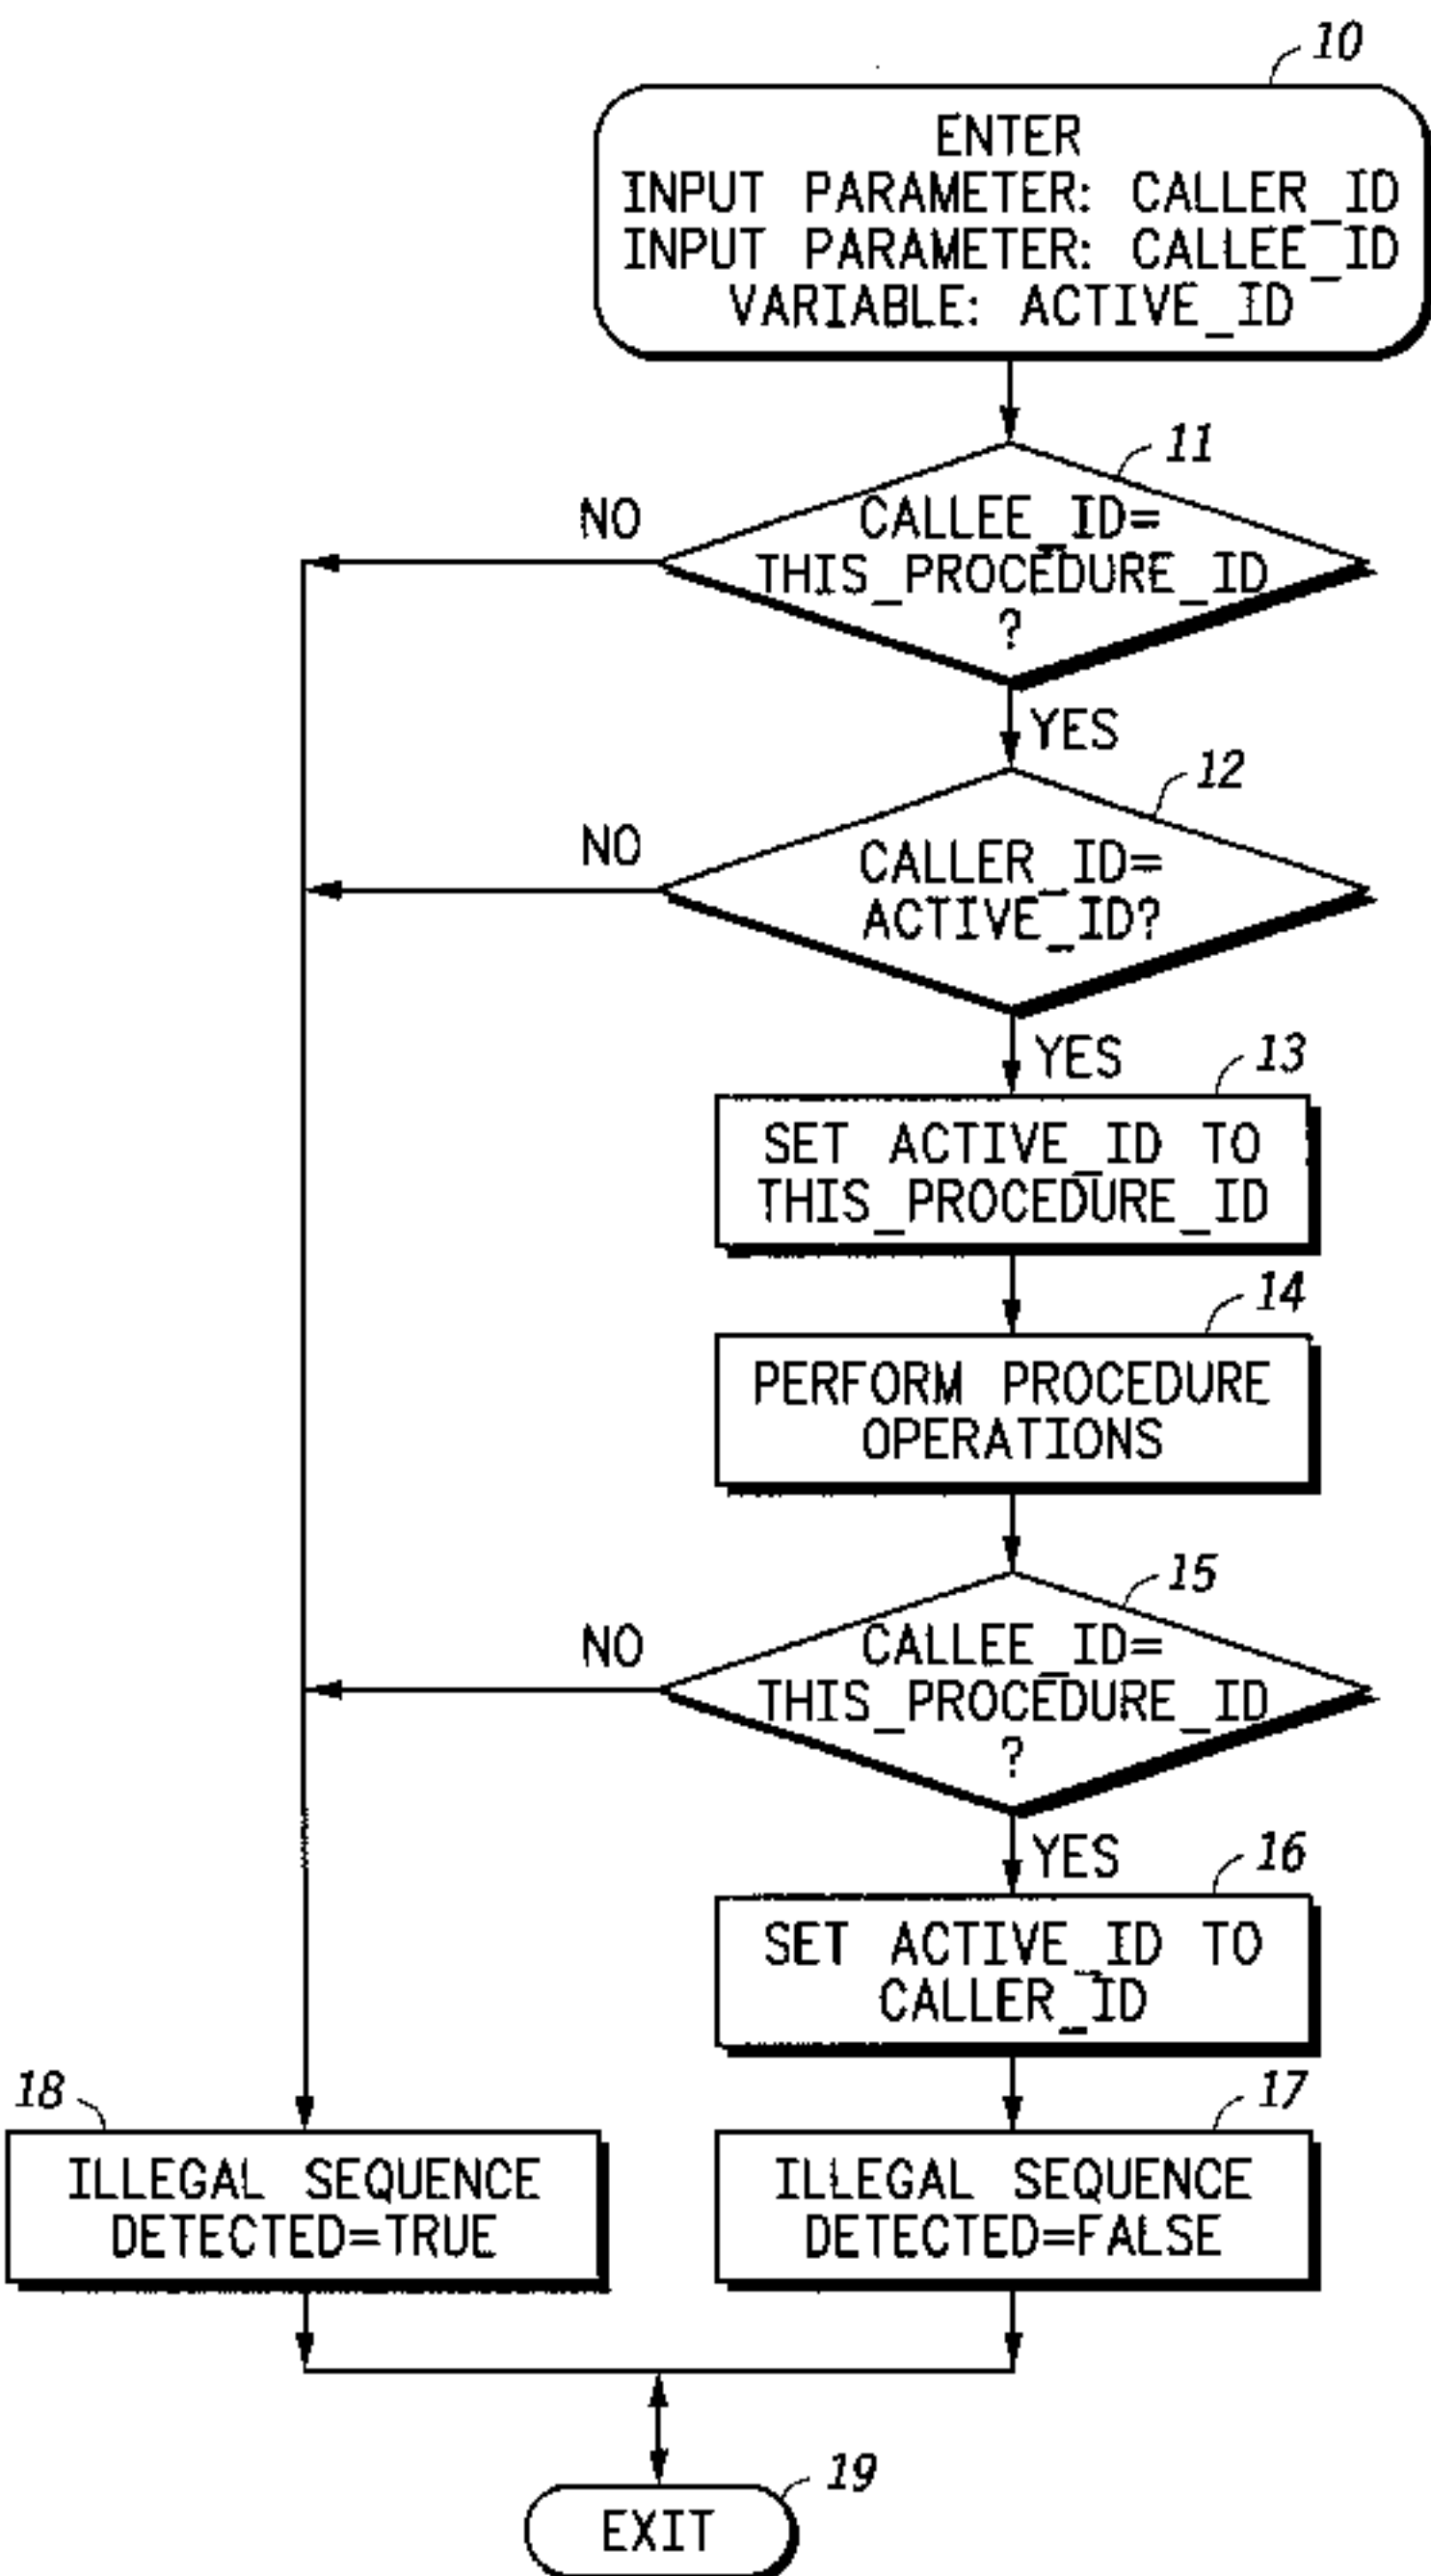 10
ENTER
INPUT PARAMETER: CALLER_ID
INPUT PARAMETER: CALLEE_ID
VARIABLE: ACTIVE_ID
11
CALLEE_ID=
THIS_PROCEDURE_ID
?
NO
YES
12
CALLER_ID=
ACTIVE_ID?
NO
YES
13
SET ACTIVE_ID TO
THIS_PROCEDURE_ID
14
PERFORM PROCEDURE
OPERATIONS
15
CALLEE_ID=
THIS_PROCEDURE_ID
?
NO
YES
16
SET ACTIVE_ID TO
CALLER_ID
18
ILLEGAL SEQUENCE
DETECTED=TRUE
17
ILLEGAL SEQUENCE
DETECTED=FALSE
19
EXIT